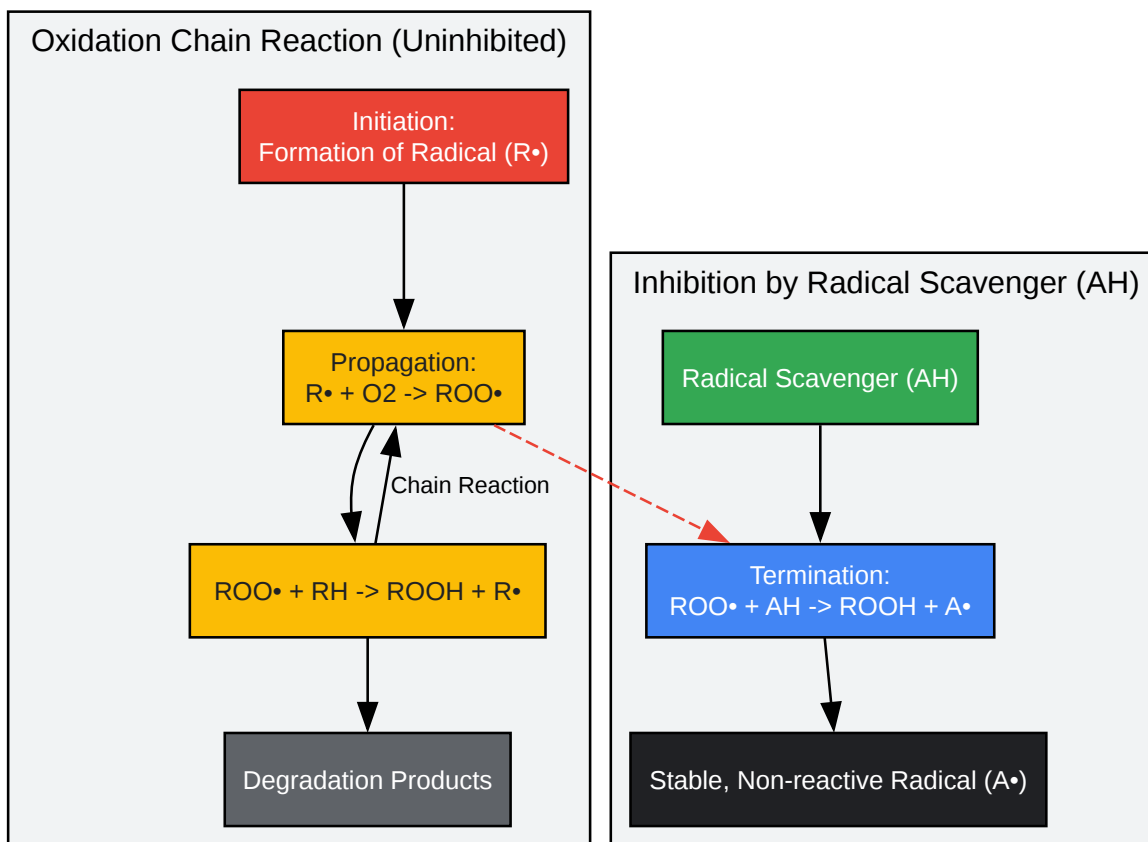 Oxidation Chain Reaction (Uninhibited)
Initiation:
Formation of Radical (R•)
Propagation:
R• + O2 -> ROO•
Chain Reaction
ROO• + RH -> ROOH + R•
Degradation Products
Inhibition by Radical Scavenger (AH)
Radical Scavenger (AH)
Termination:
ROO• + AH -> ROOH + A•
Stable, Non-reactive Radical (A•)